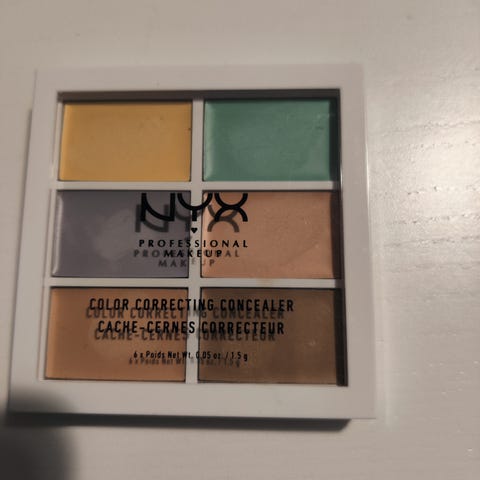 NYX
PROFESSIONAL
MAKEUP
COLOR CORRECTING CONCEALER
CACHE-CERNES CORRECTEUR
6 x Poids Net Wt. 0.05 oz / 1.5 g